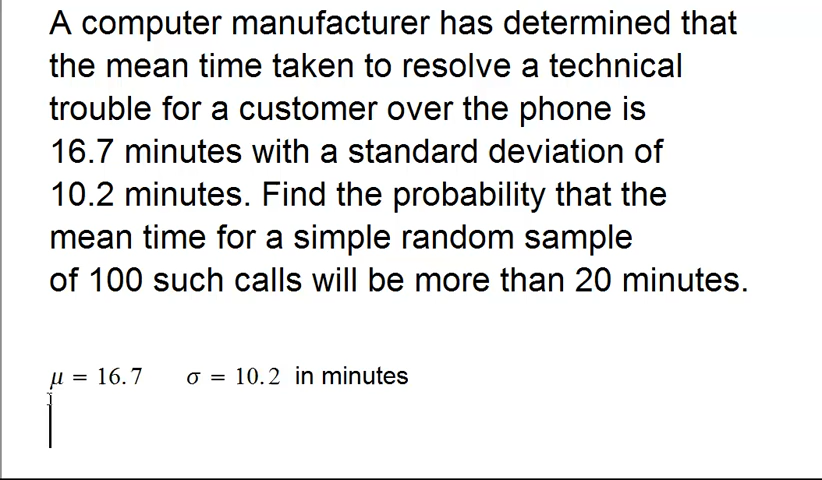 A computer manufacturer has determined that
the mean time taken to resolve a technical
trouble for a customer over the phone is
16.7 minutes with a standard deviation of
10.2 minutes. Find the probability that the
mean time for a simple random sample
of 100 such calls will be more than 20 minutes.
μ = 16.7 σ = 10.2 in minutes